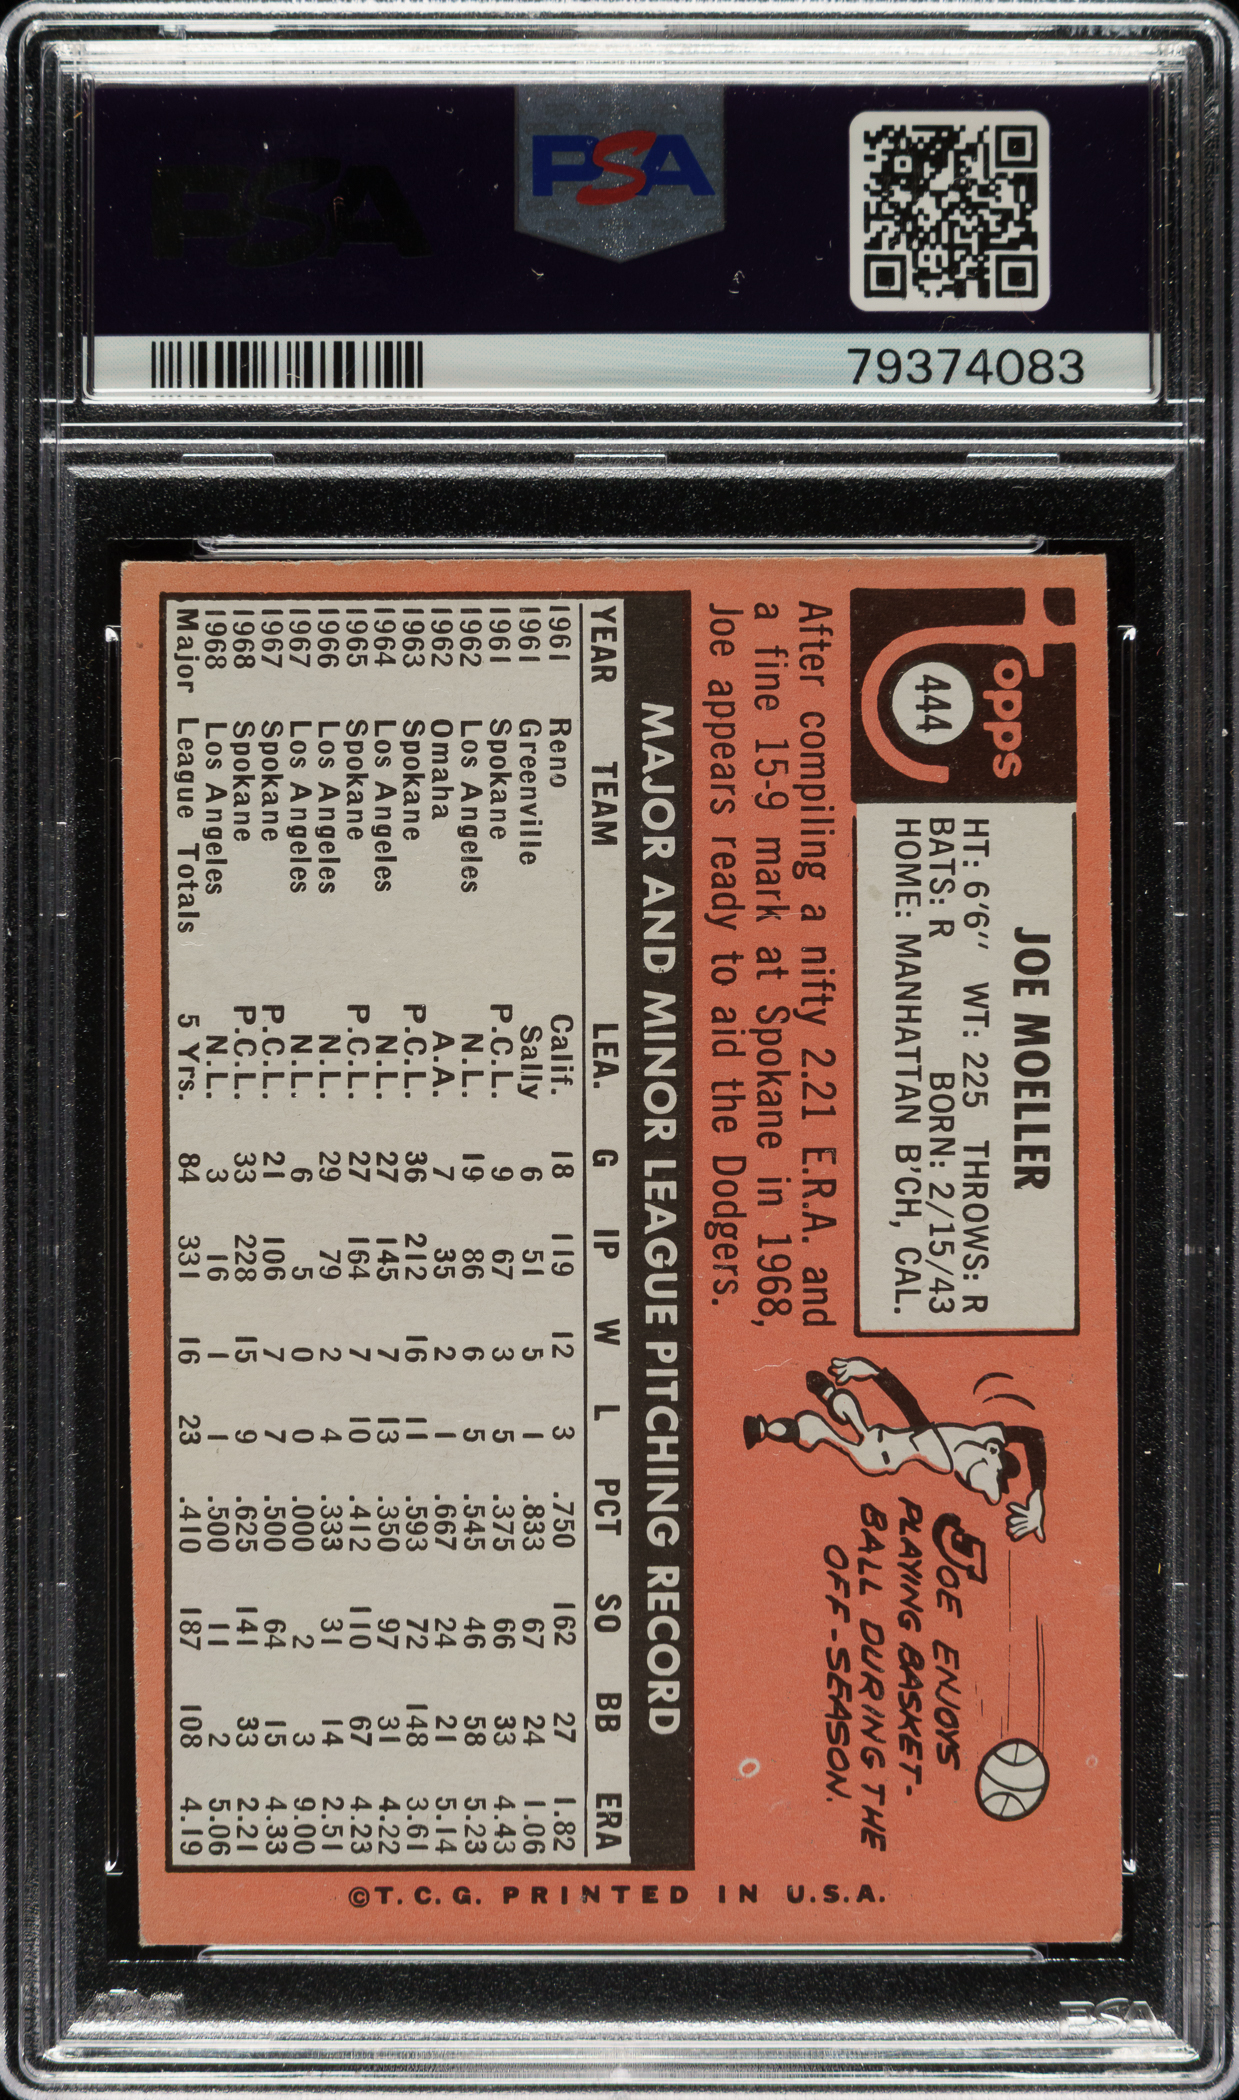 PSA
PSA
79374083
Topps
444
JOE MOELLER
HT: 6'6" WT: 225 THROWS: R
BATS: R BORN: 2/15/43
HOME: MANHATTAN B'CH, CAL.
After compiling a nifty 2.21 E.R.A. and
a fine 15-9 mark at Spokane in 1968,
Joe appears ready to aid the Dodgers.
JOE ENJOYS
PLAYING BASKET-
BALL DURING THE
OFF-SEASON.
MAJOR AND MINOR LEAGUE PITCHING RECORD
YEAR TEAM LEA. G IP W L PCT SO BB ERA
1961 Reno Calif. 18 119 12 3 .750 162 27 1.82
1961 Greenville Sally 6 51 5 1 .833 67 24 1.06
1961 Spokane P.C.L. 9 67 3 5 .375 66 33 4.43
1962 Los Angeles N.L. 19 86 6 5 .545 46 58 5.23
1962 Omaha A.A. 7 35 2 1 .667 24 21 5.14
1963 Spokane P.C.L. 36 212 16 11 .593 72 148 3.61
1964 Los Angeles N.L. 27 145 7 13 .350 97 31 4.22
1965 Spokane P.C.L. 27 164 7 10 .412 110 67 4.23
1966 Los Angeles N.L. 29 79 2 4 .333 31 14 2.51
1967 Los Angeles N.L. 6 5 0 0 .000 2 3 9.00
1967 Spokane P.C.L. 21 106 7 7 .500 64 15 4.33
1968 Spokane P.C.L. 33 228 15 9 .625 141 33 2.21
1968 Los Angeles N.L. 3 16 1 1 .500 11 2 5.06
Major League Totals 5 Yrs. 84 331 16 23 .410 187 108 4.19
©T.C.G. PRINTED IN U.S.A.
PSA